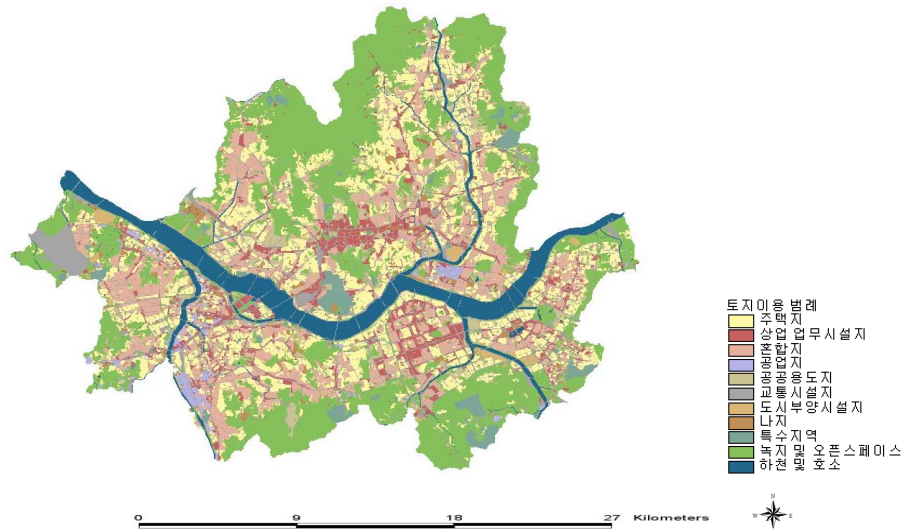 토지이용 범례
주택지
상업 업무시설지
혼합지
공업지
공공용도지
교통시설지
도시부양시설지
나지
특수지역
녹지 및 오픈스페이스
하천 및 호소
0 9 18 27 Kilometers
N
W E
S